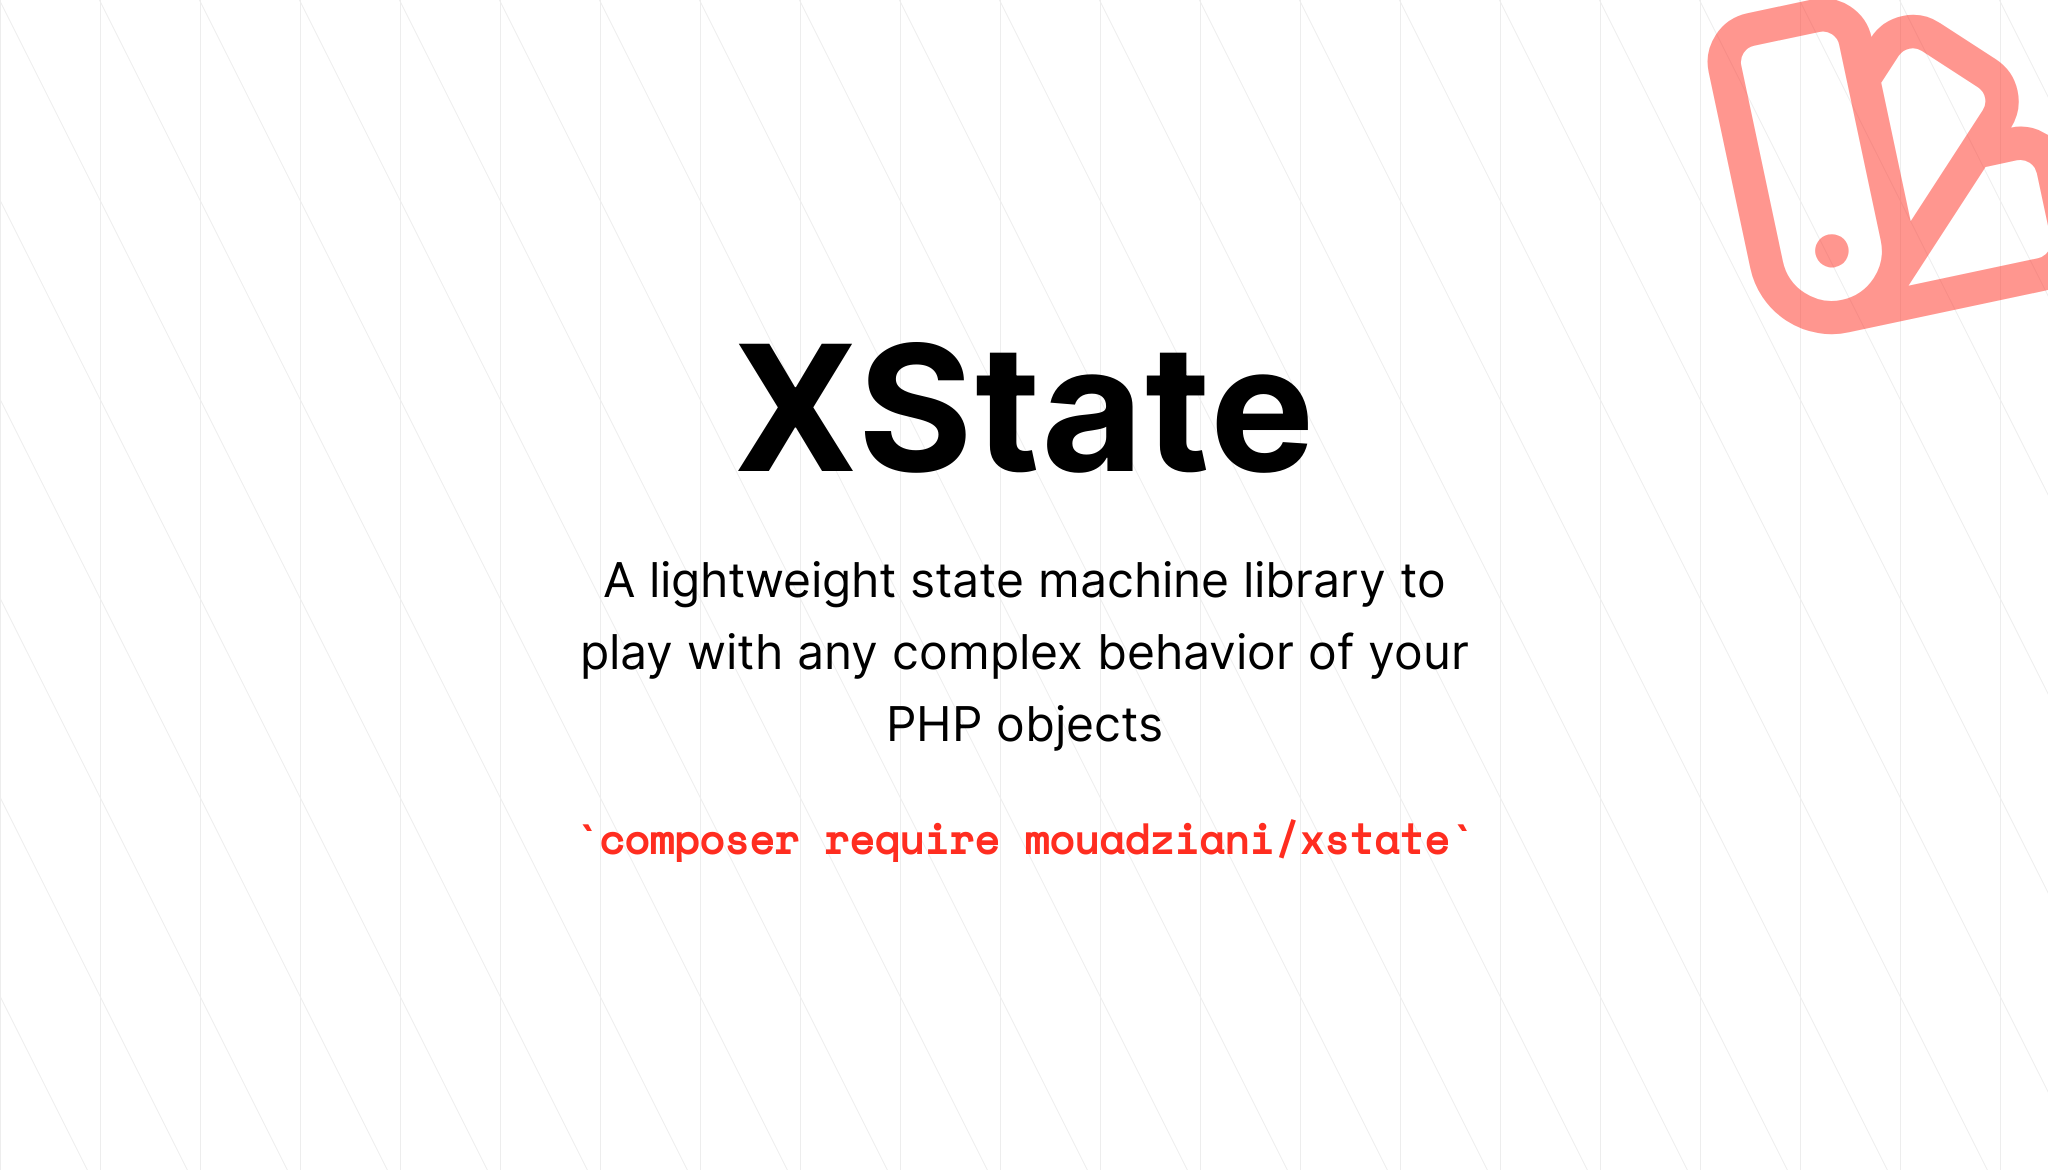 XState
A lightweight state machine library to
play with any complex behavior of your
PHP objects
`composer require mouadziani/xstate`